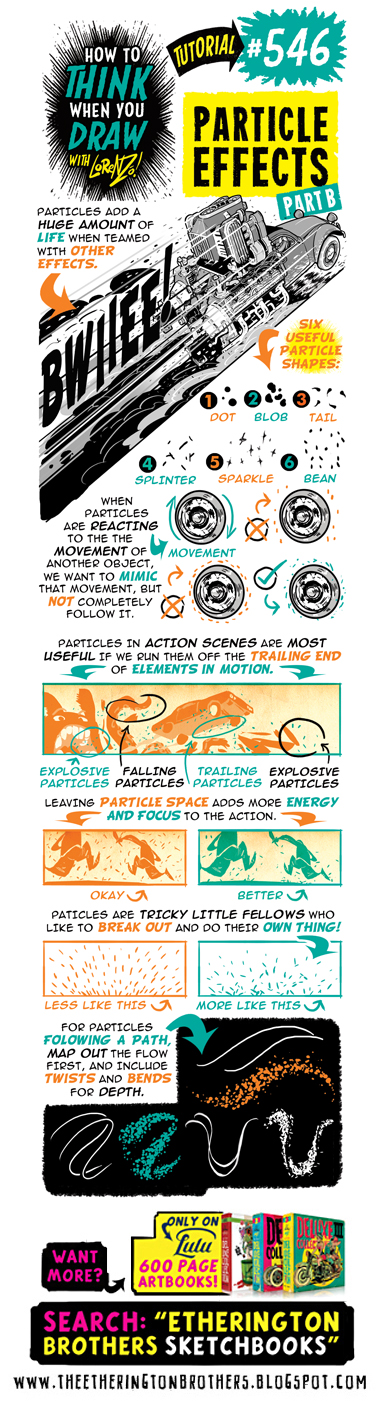 HOW TO
THINK
WHEN YOU
DRAW
WITH LORENZO!
TUTORIAL
#546
PARTICLE
EFFECTS
PART B
PARTICLES ADD A
HUGE AMOUNT OF
LIFE WHEN TEAMED
WITH OTHER
EFFECTS.
BWHEE!
SIX
USEFUL
PARTICLE
SHAPES:
1 2 3
DOT BLOB TAIL
4 5 6
SPLINTER SPARKLE BEAN
WHEN
PARTICLES
ARE REACTING
TO THE THE
MOVEMENT OF
ANOTHER OBJECT,
WE WANT TO MIMIC
THAT MOVEMENT, BUT
NOT COMPLETELY
FOLLOW IT.
MOVEMENT
PARTICLES IN ACTION SCENES ARE MOST
USEFUL IF WE RUN THEM OFF THE TRAILING END
OF ELEMENTS IN MOTION.
EXPLOSIVE PARTICLES
FALLING PARTICLES
TRAILING PARTICLES
EXPLOSIVE PARTICLES
LEAVING PARTICLE SPACE ADDS MORE ENERGY
AND FOCUS TO THE ACTION.
OKAY
BETTER
PATICLES ARE TRICKY LITTLE FELLOWS WHO
LIKE TO BREAK OUT AND DO THEIR OWN THING!
LESS LIKE THIS
MORE LIKE THIS
FOR PARTICLES
FOLOWING A PATH,
MAP OUT THE FLOW
FIRST, AND INCLUDE
TWISTS AND BENDS
FOR DEPTH.
WANT
MORE?
ONLY ON
Lulu
600 PAGE
ARTBOOKS!
DELUXE III
SEARCH: "ETHERINGTON
BROTHERS SKETCHBOOKS"
WWW.THEETHERINGTONBROTHERS.BLOGSPOT.COM